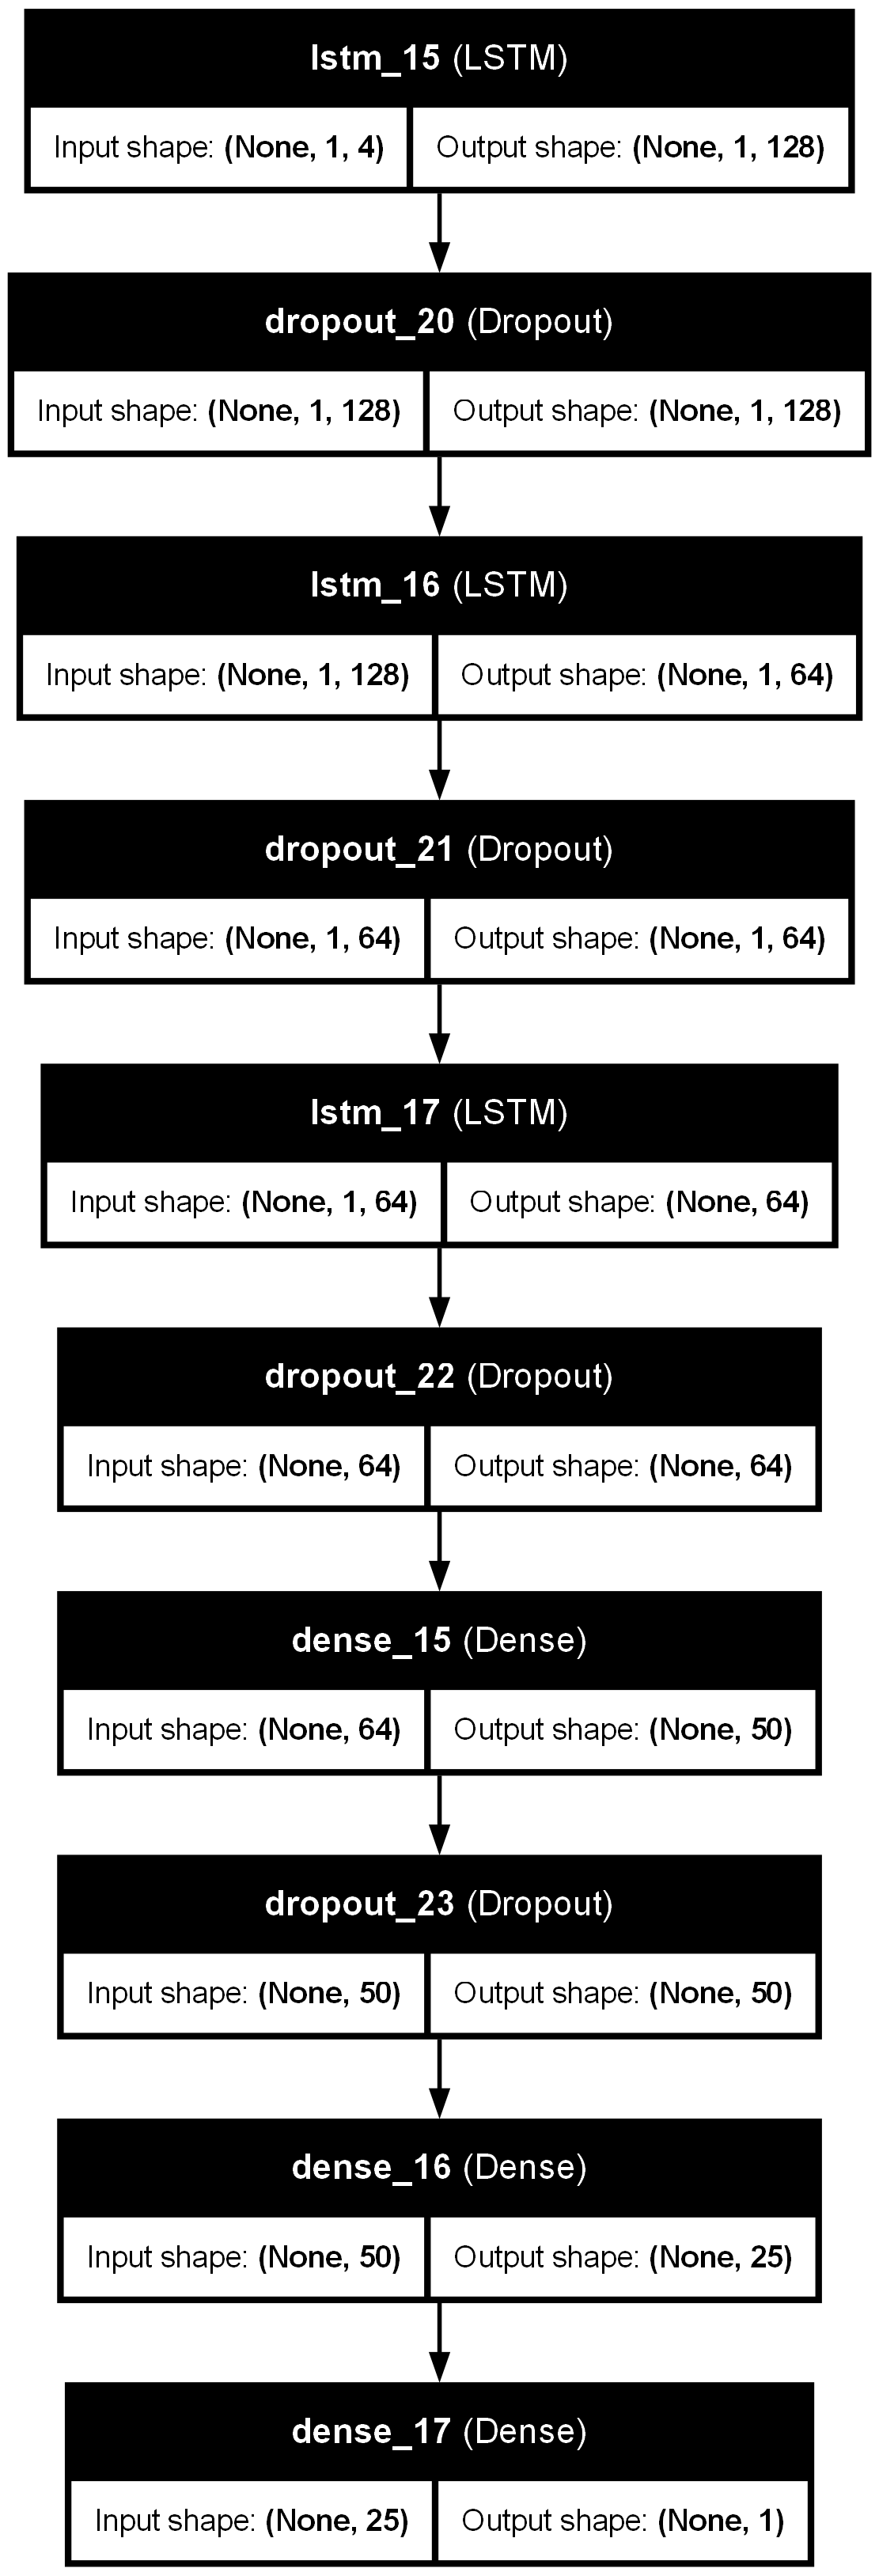 lstm_15 (LSTM)
Input shape: (None, 1, 4) Output shape: (None, 1, 128)
dropout_20 (Dropout)
Input shape: (None, 1, 128) Output shape: (None, 1, 128)
lstm_16 (LSTM)
Input shape: (None, 1, 128) Output shape: (None, 1, 64)
dropout_21 (Dropout)
Input shape: (None, 1, 64) Output shape: (None, 1, 64)
lstm_17 (LSTM)
Input shape: (None, 1, 64) Output shape: (None, 64)
dropout_22 (Dropout)
Input shape: (None, 64) Output shape: (None, 64)
dense_15 (Dense)
Input shape: (None, 64) Output shape: (None, 50)
dropout_23 (Dropout)
Input shape: (None, 50) Output shape: (None, 50)
dense_16 (Dense)
Input shape: (None, 50) Output shape: (None, 25)
dense_17 (Dense)
Input shape: (None, 25) Output shape: (None, 1)